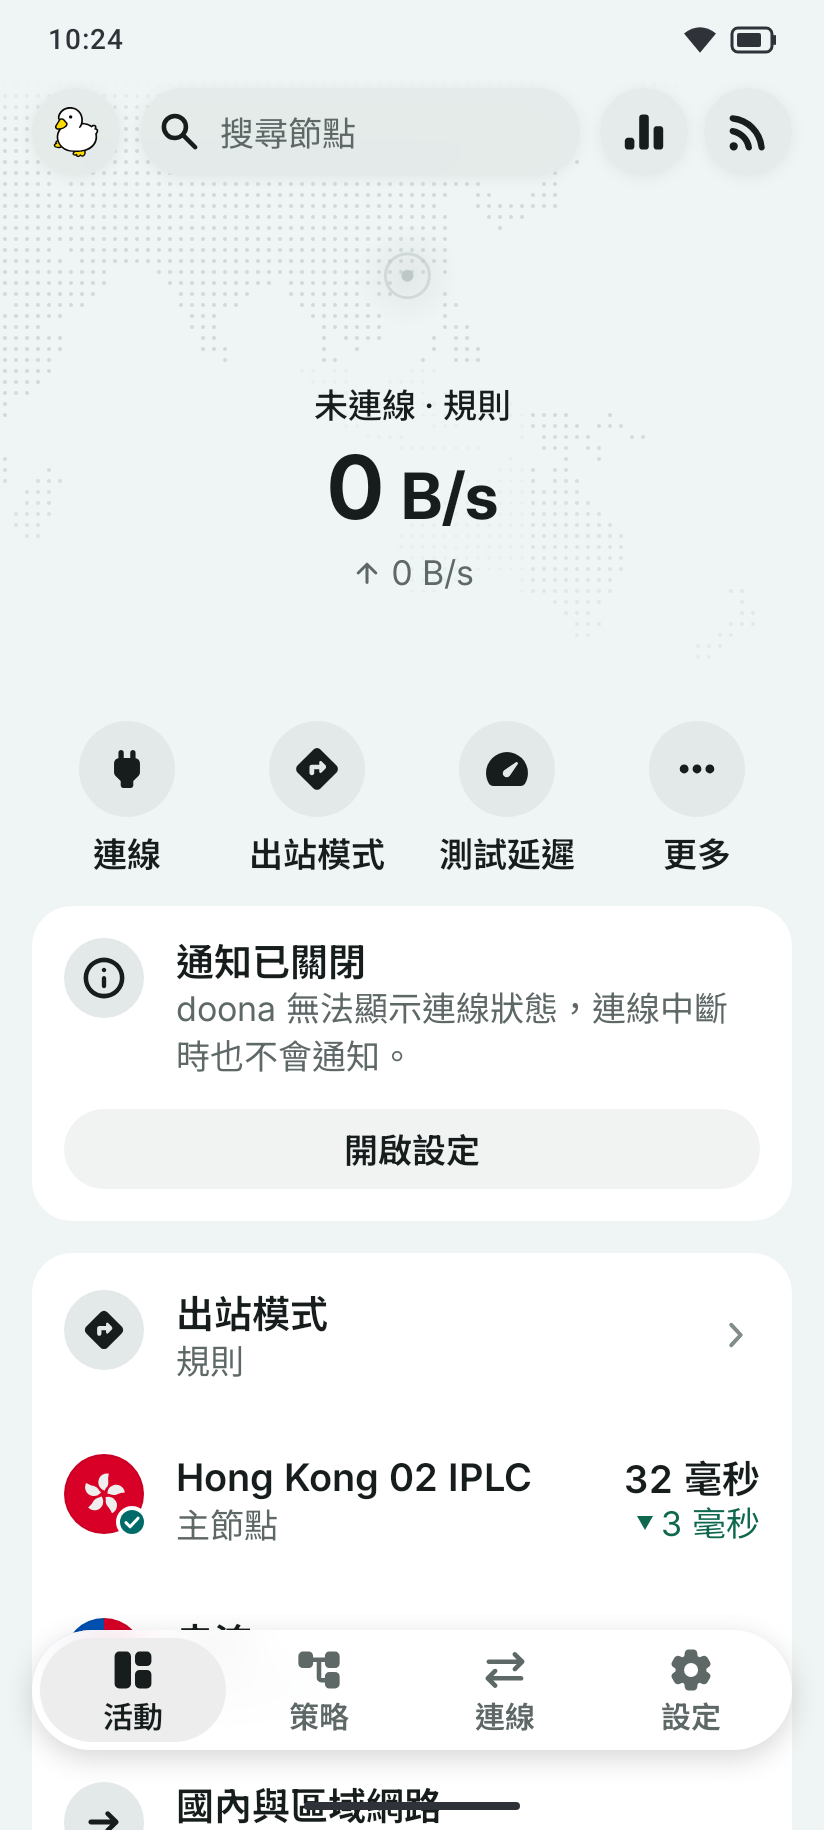 10:24
搜尋節點
未連線 · 規則
0 B/s
↑ 0 B/s
連線
出站模式
測試延遲
更多
通知已關閉
doona 無法顯示連線狀態，連線中斷
時也不會通知。
開啟設定
出站模式
規則
Hong Kong 02 IPLC
32 毫秒
主節點
▼ 3 毫秒
活動
策略
連線
設定
國內與區域網路